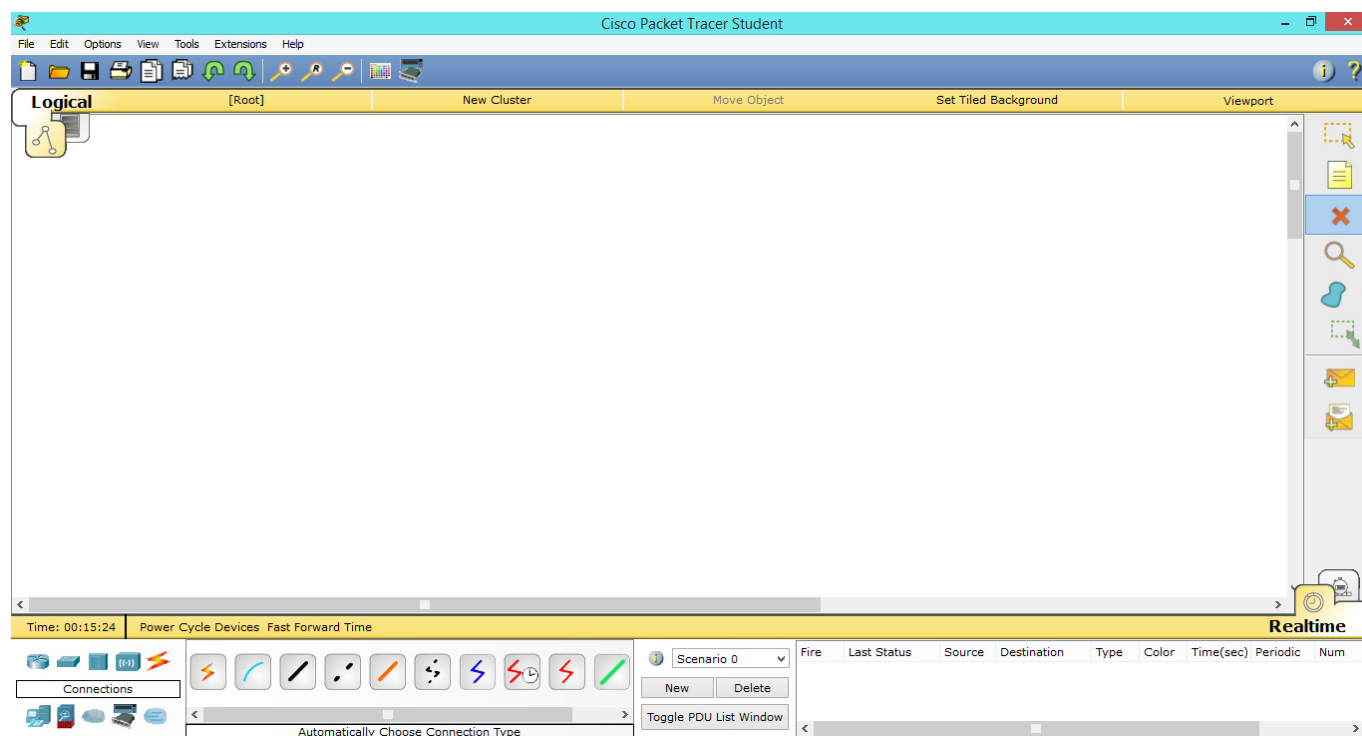 Cisco Packet Tracer Student
File Edit Options View Tools Extensions Help
Logical [Root] New Cluster Move Object Set Tiled Background Viewport
Time: 00:15:24 Power Cycle Devices Fast Forward Time Realtime
Connections
Automatically Choose Connection Type
Scenario 0
New Delete
Toggle PDU List Window
Fire Last Status Source Destination Type Color Time(sec) Periodic Num